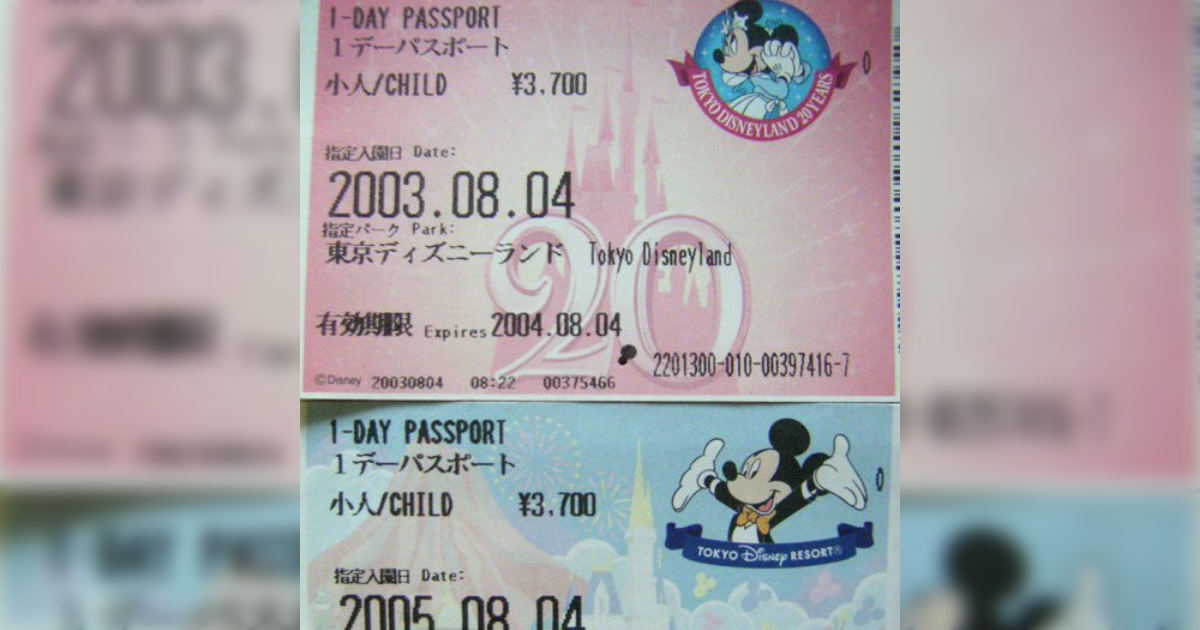 1-DAY PASSPORT
1デーパスポート
小人/CHILD ¥3,700
0
TOKYO DISNEYLAND 20 YEARS
指定入園日 Date:
2003.08.04
指定パーク Park:
東京ディズニーランド Tokyo Disneyland
20
有効期限 Expires 2004.08.04
2201300-010-00397416-7
©Disney 20030804 08:22 00375466
1-DAY PASSPORT
1デーパスポート
小人/CHILD ¥3,700
0
TOKYO Disney RESORT®
指定入園日 Date:
2005.08.04